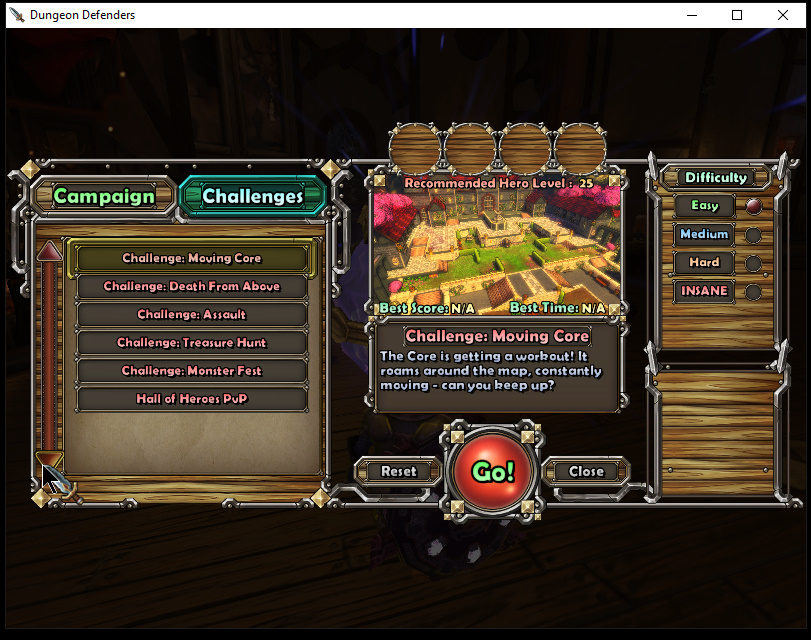 Dungeon Defenders
Campaign
Challenges
Challenge: Moving Core
Challenge: Death From Above
Challenge: Assault
Challenge: Treasure Hunt
Challenge: Monster Fest
Hall of Heroes PvP
Recommended Hero Level : 25
Best Score: N/A
Best Time: N/A
Challenge: Moving Core
The Core is getting a workout! It
roams around the map, constantly
moving - can you keep up?
Reset
Go!
Close
Difficulty
Easy
Medium
Hard
INSANE